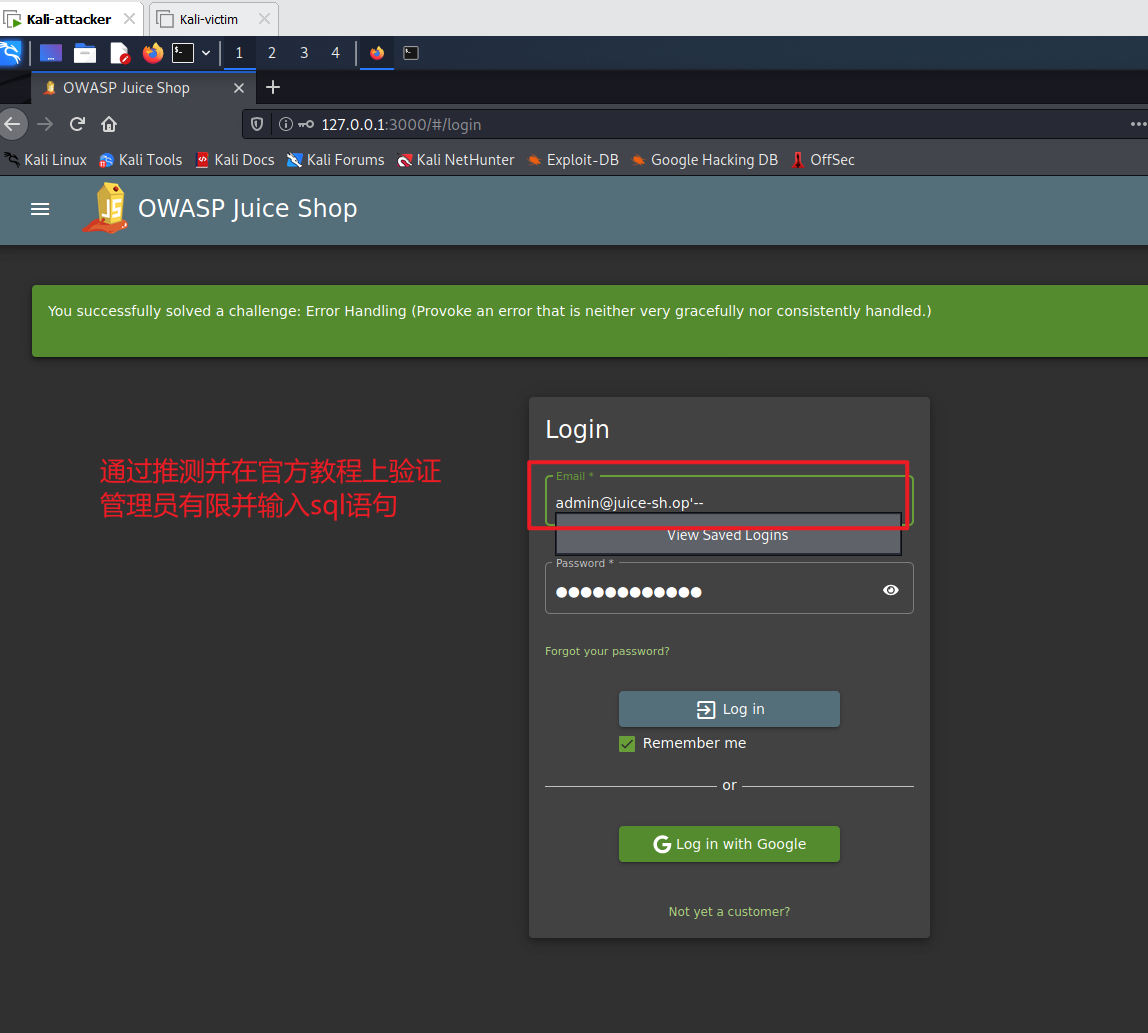 Kali-attacker
Kali-victim
1 2 3 4
OWASP Juice Shop
127.0.0.1:3000/#/login
Kali Linux Kali Tools Kali Docs Kali Forums Kali NetHunter Exploit-DB Google Hacking DB OffSec
OWASP Juice Shop
You successfully solved a challenge: Error Handling (Provoke an error that is neither very gracefully nor consistently handled.)
Login
通过推测并在官方教程上验证
管理员有限并输入sql语句
Email *
admin@juice-sh.op'--
View Saved Logins
Password *
Forgot your password?
Log in
Remember me
or
G Log in with Google
Not yet a customer?